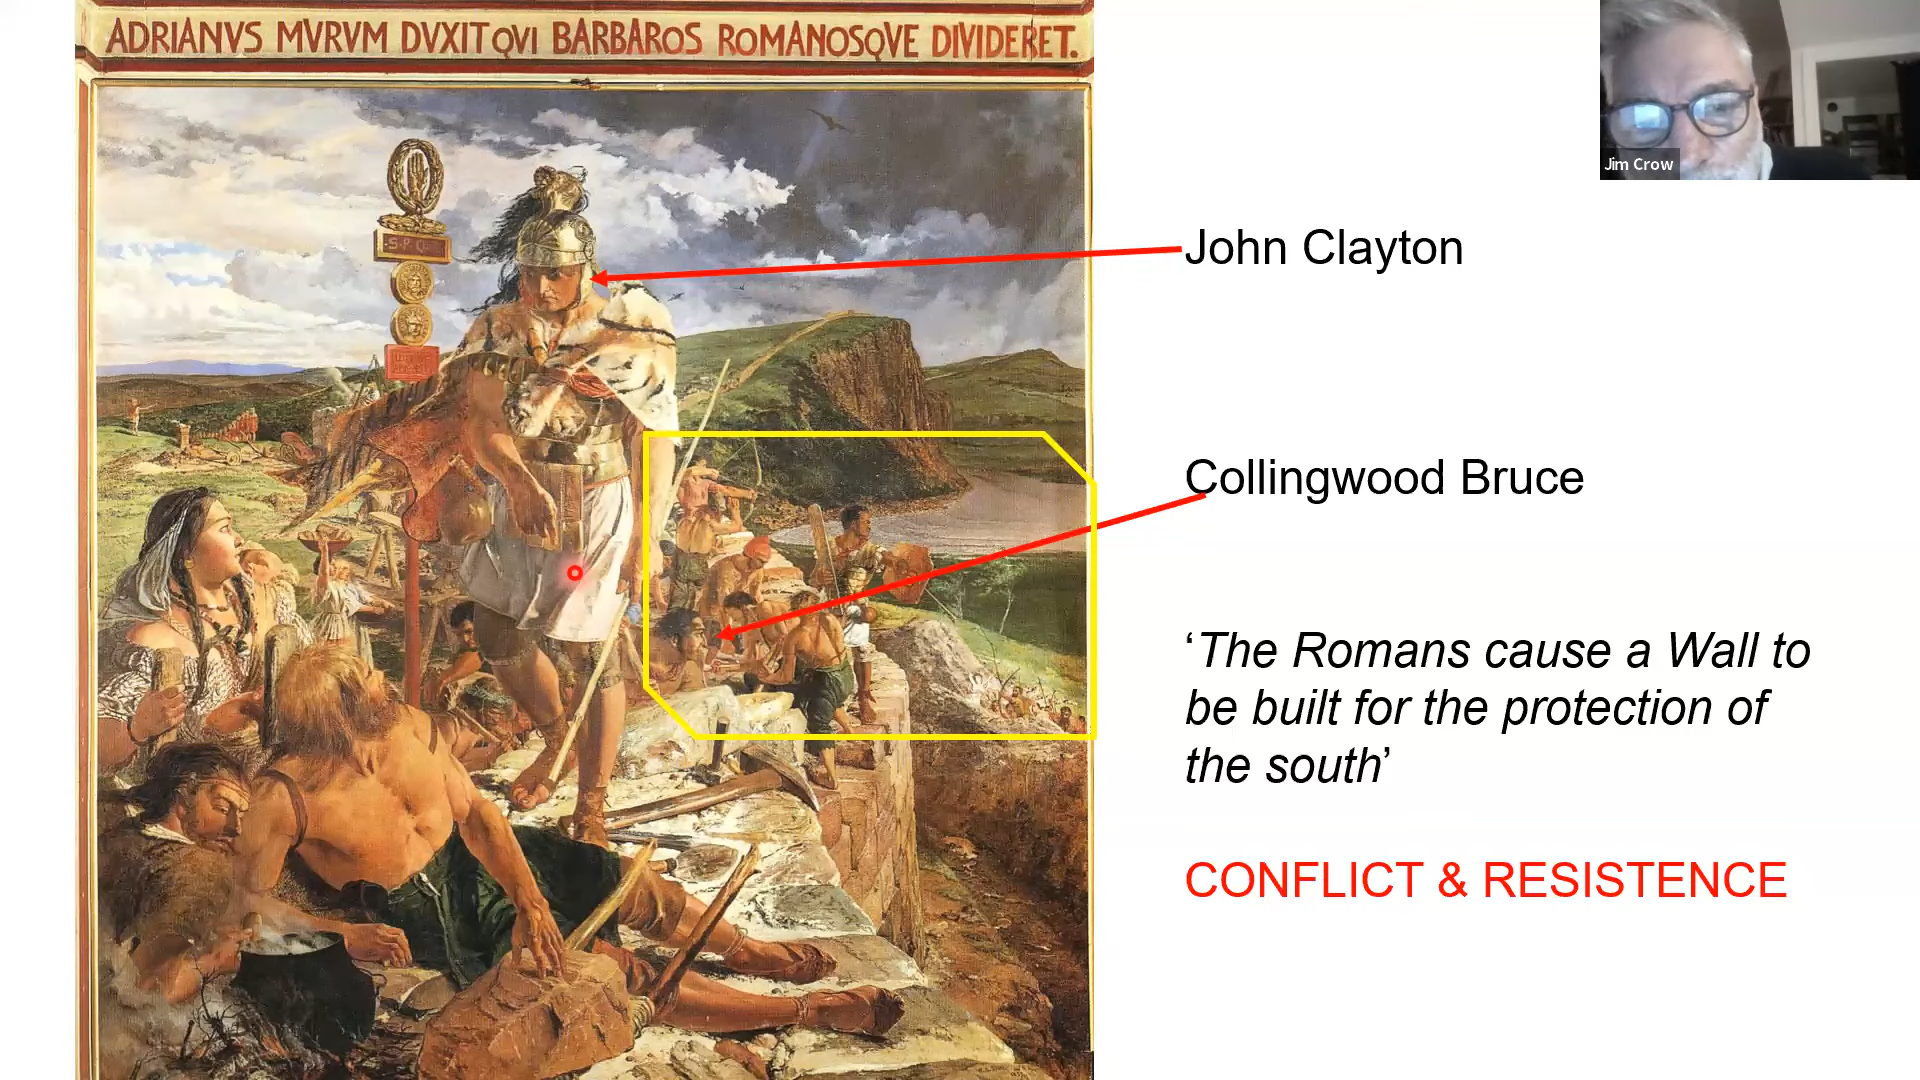 ADRIANVS MVRVM DVXIT QVI BARBAROS ROMANOSQVE DIVIDERET.
Jim Crow
S·P·Q
John Clayton
Collingwood Bruce
‘The Romans cause a Wall to
be built for the protection of
the south’
CONFLICT & RESISTENCE